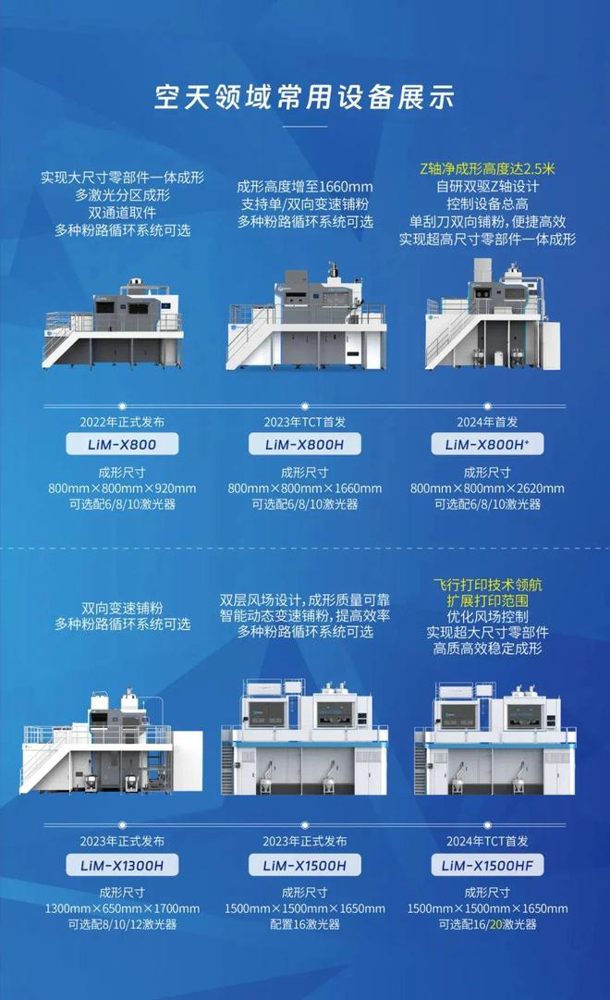 空天领域常用设备展示
实现大尺寸零部件一体成形
多激光分区成形
双通道取件
多种粉路循环系统可选
成形高度增至1660mm
支持单/双向变速铺粉
多种粉路循环系统可选
Z轴净成形高度达2.5米
自研双驱Z轴设计
控制设备总高
单刮刀双向铺粉,便捷高效
实现超高尺寸零部件一体成形
2022年正式发布
LiM-X800
成形尺寸
800mm×800mm×920mm
可选配6/8/10激光器
2023年TCT首发
LiM-X800H
成形尺寸
800mm×800mm×1660mm
可选配6/8/10激光器
2024年首发
LiM-X800H⁺
成形尺寸
800mm×800mm×2620mm
可选配6/8/10激光器
双向变速铺粉
多种粉路循环系统可选
双层风场设计,成形质量可靠
智能动态变速铺粉,提高效率
多种粉路循环系统可选
飞行打印技术领航
扩展打印范围
优化风场控制
实现超大尺寸零部件
高质高效稳定成形
2023年正式发布
LiM-X1300H
成形尺寸
1300mm×650mm×1700mm
可选配8/10/12激光器
2023年正式发布
LiM-X1500H
成形尺寸
1500mm×1500mm×1650mm
配置16激光器
2024年TCT首发
LiM-X1500HF
成形尺寸
1500mm×1500mm×1650mm
可选配16/20激光器